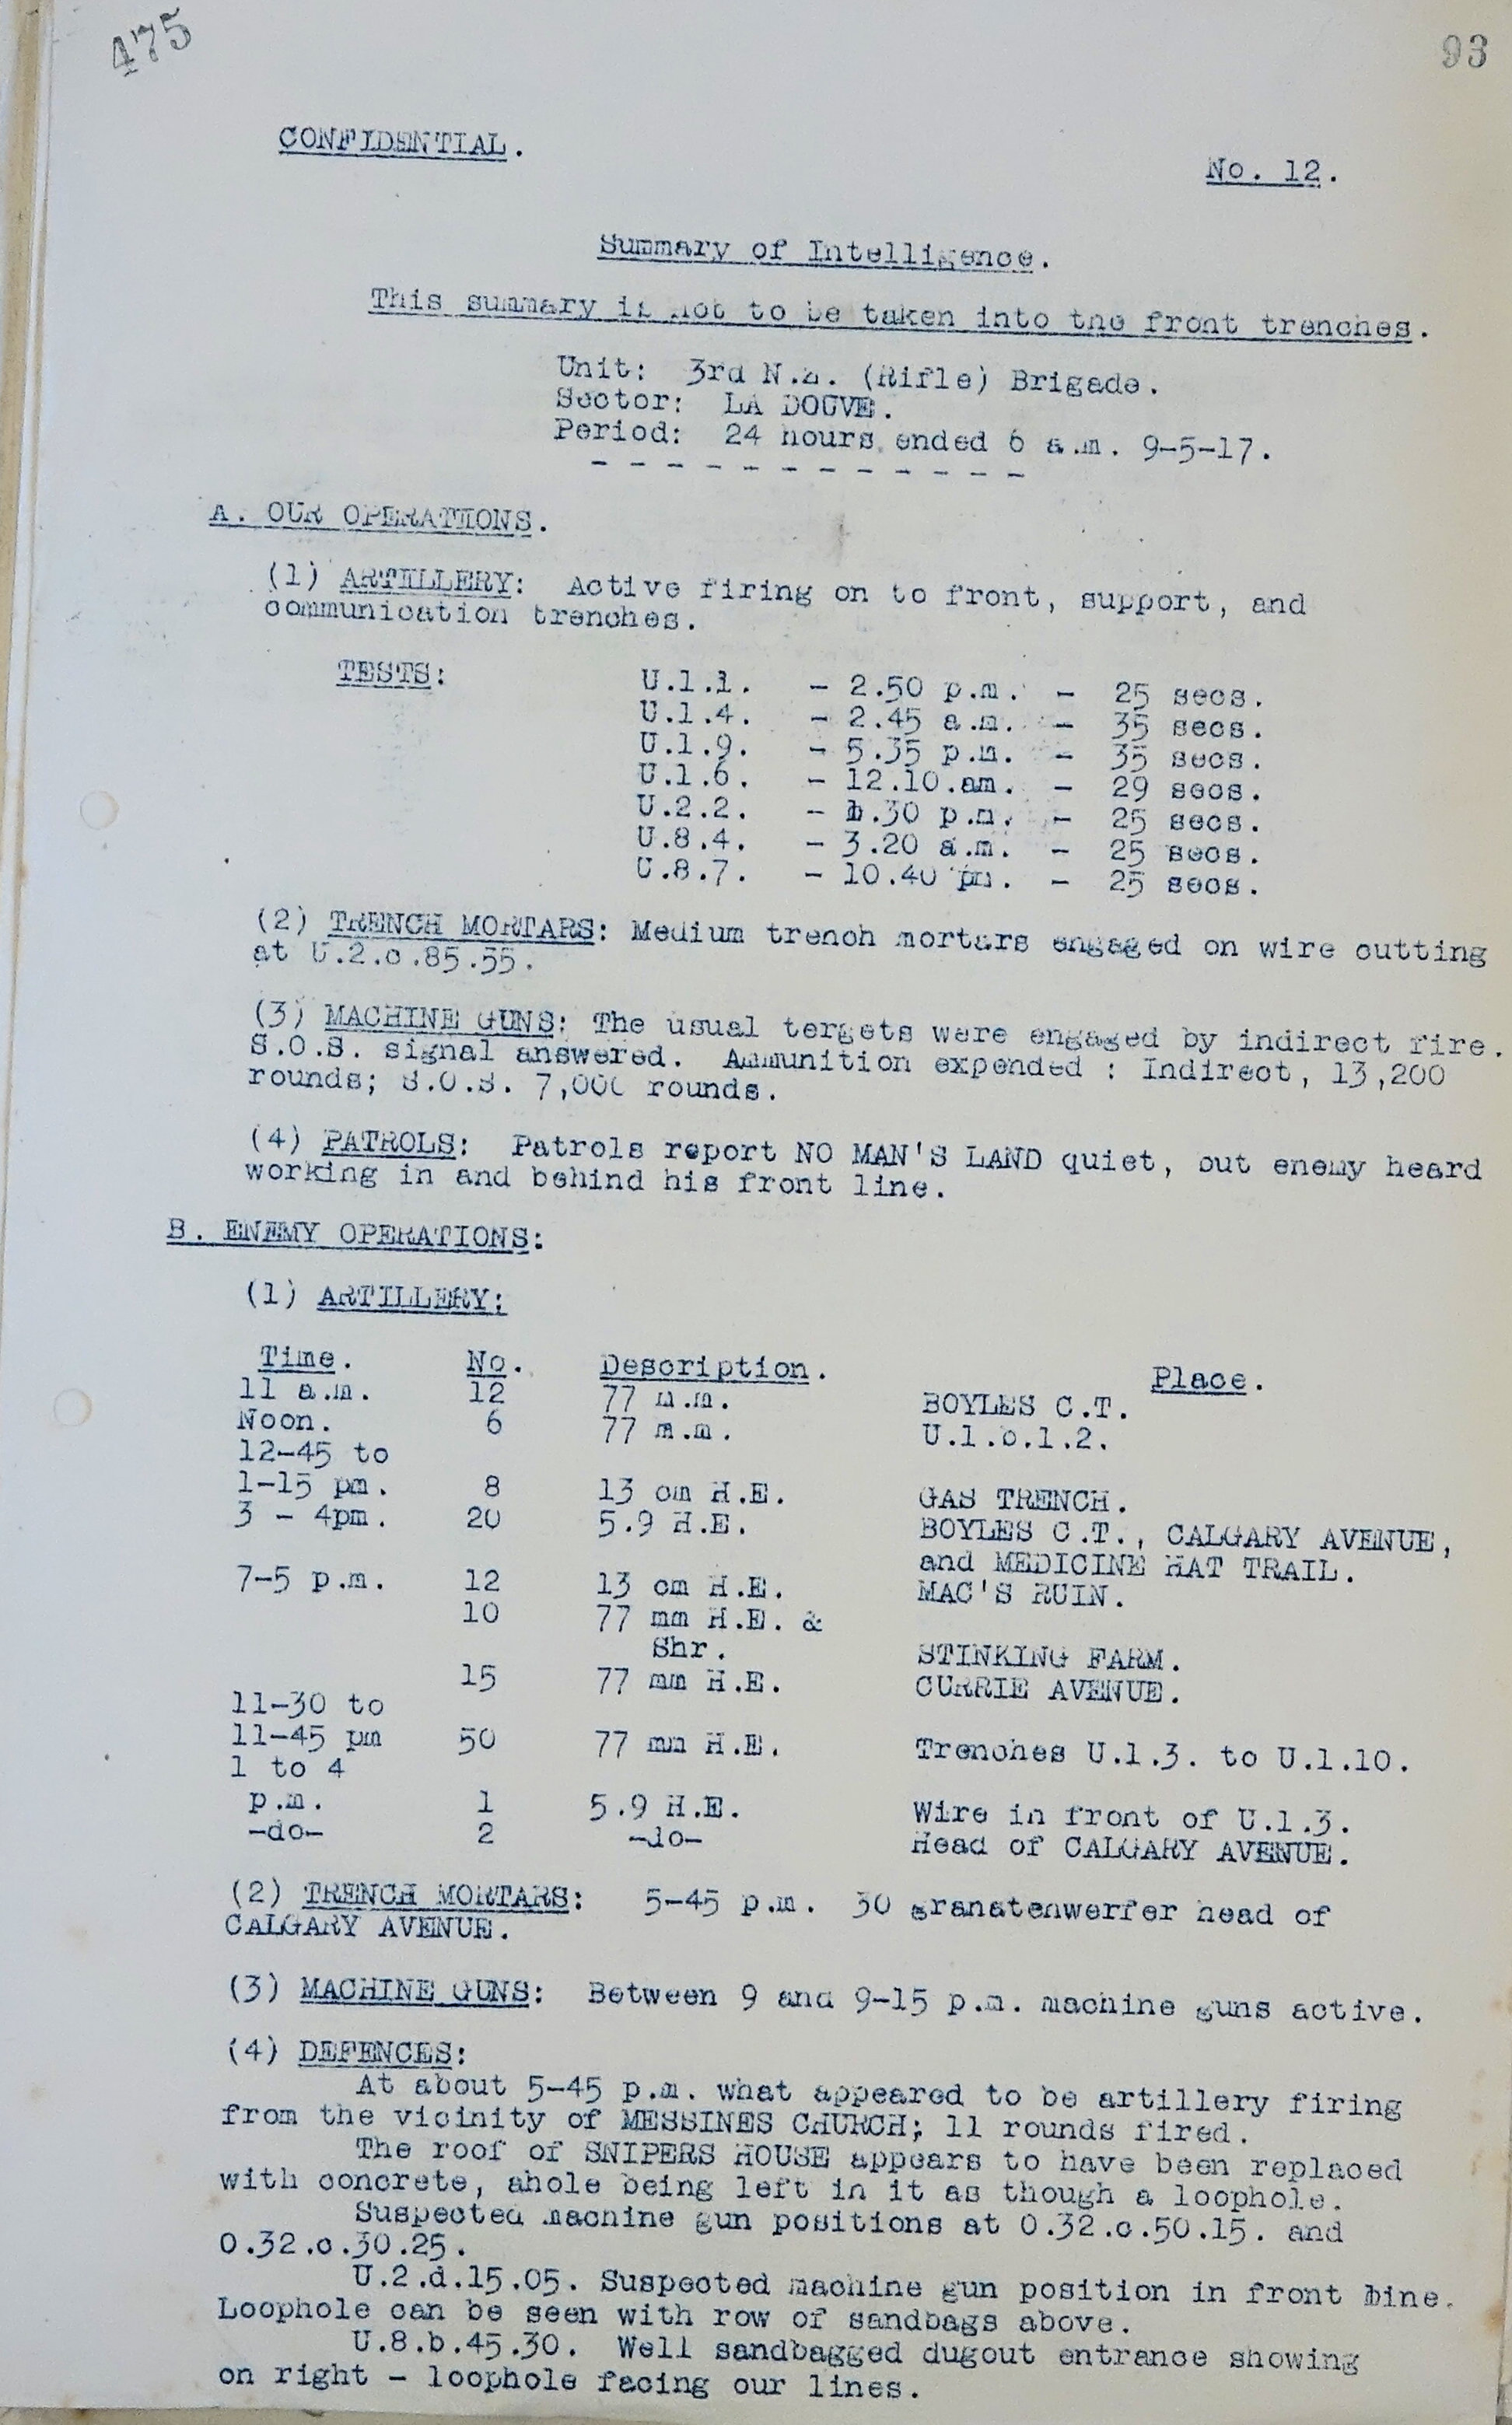 475
93
CONFIDENTIAL.
No. 12.
Summary of Intelligence.
This summary is not to be taken into the front trenches.
Unit: 3rd N.Z. (Rifle) Brigade.
Sector: LA DOUVE.
Period: 24 hours ended 6 a.m. 9-5-17.
- - - - - - - - - - - - -
A. OUR OPERATIONS.
(1) ARTILLERY: Active firing on to front, support, and
communication trenches.
TESTS: U.1.1. - 2.50 p.m. - 25 secs.
U.1.4. - 2.45 a.m. - 35 secs.
U.1.9. - 5.35 p.m. - 35 secs.
U.1.6. - 12.10.am. - 29 secs.
U.2.2. - 1.30 p.m. - 25 secs.
U.8.4. - 3.20 a.m. - 25 secs.
U.8.7. - 10.40 pm. - 25 secs.
(2) TRENCH MORTARS: Medium trench mortars engaged on wire cutting
at U.2.c.85.55.
(3) MACHINE GUNS: The usual tergets were engaged by indirect fire.
S.O.S. signal answered. Ammunition expended : Indirect, 13,200
rounds; S.O.S. 7,000 rounds.
(4) PATROLS: Patrols report NO MAN'S LAND quiet, but enemy heard
working in and behind his front line.
B. ENEMY OPERATIONS:
(1) ARTILLERY:
Time. No. Description. Place.
11 a.m. 12 77 m.m. BOYLES C.T.
Noon. 6 77 m.m. U.1.b.1.2.
12-45 to
1-15 pm. 8 13 cm H.E. GAS TRENCH.
3 - 4pm. 20 5.9 H.E. BOYLES C.T., CALGARY AVENUE,
and MEDICINE HAT TRAIL.
7-5 p.m. 12 13 cm H.E. MAC'S RUIN.
10 77 mm H.E. &
Shr. STINKING FARM.
15 77 mm H.E. CURRIE AVENUE.
11-30 to
11-45 pm 50 77 mm H.E. Trenches U.1.3. to U.1.10.
1 to 4
p.m. 1 5.9 H.E. Wire in front of U.1.3.
-do- 2 -do- Head of CALGARY AVENUE.
(2) TRENCH MORTARS: 5-45 p.m. 30 granatenwerfer head of
CALGARY AVENUE.
(3) MACHINE GUNS: Between 9 and 9-15 p.m. machine guns active.
(4) DEFENCES:
At about 5-45 p.m. what appeared to be artillery firing
from the vicinity of MESSINES CHURCH; 11 rounds fired.
The roof of SNIPERS HOUSE appears to have been replaced
with concrete, ahole being left in it as though a loophole.
Suspected machine gun positions at O.32.c.50.15. and
O.32.c.30.25.
U.2.d.15.05. Suspected machine gun position in front line.
Loophole can be seen with row of sandbags above.
U.8.b.45.30. Well sandbagged dugout entrance showing
on right - loophole facing our lines.